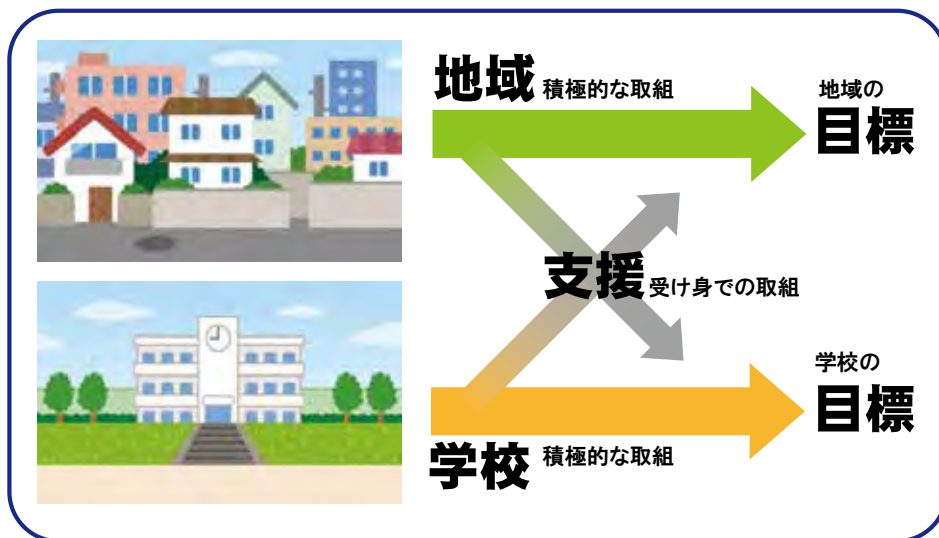 地域 積極的な取組
地域の
目標
支援 受け身での取組
学校の
目標
学校 積極的な取組